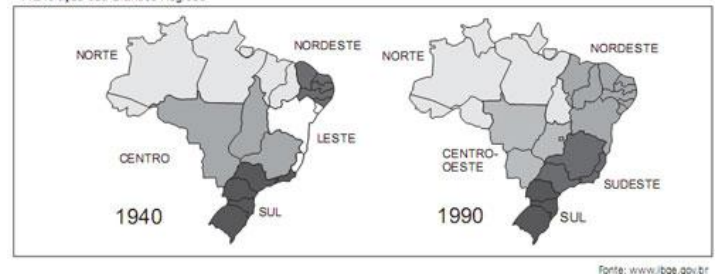 NORTE
NORDESTE
LESTE
CENTRO
SUL
1940
NORTE
NORDESTE
CENTRO-
OESTE
SUDESTE
SUL
1990
Fonte: www.ibge.gov.br